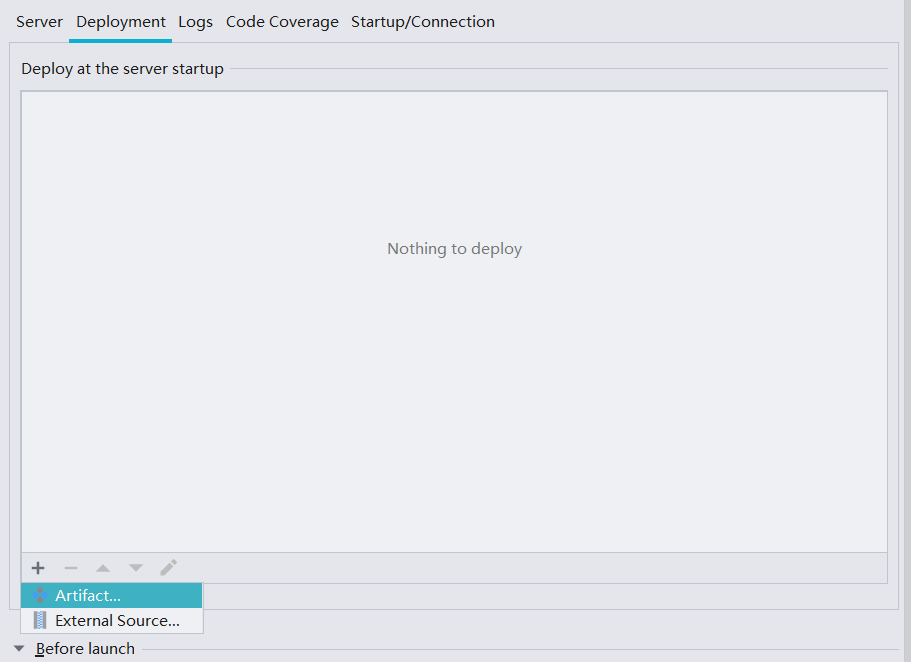 Server Deployment Logs Code Coverage Startup/Connection
Deploy at the server startup
Nothing to deploy
Artifact...
External Source...
Before launch